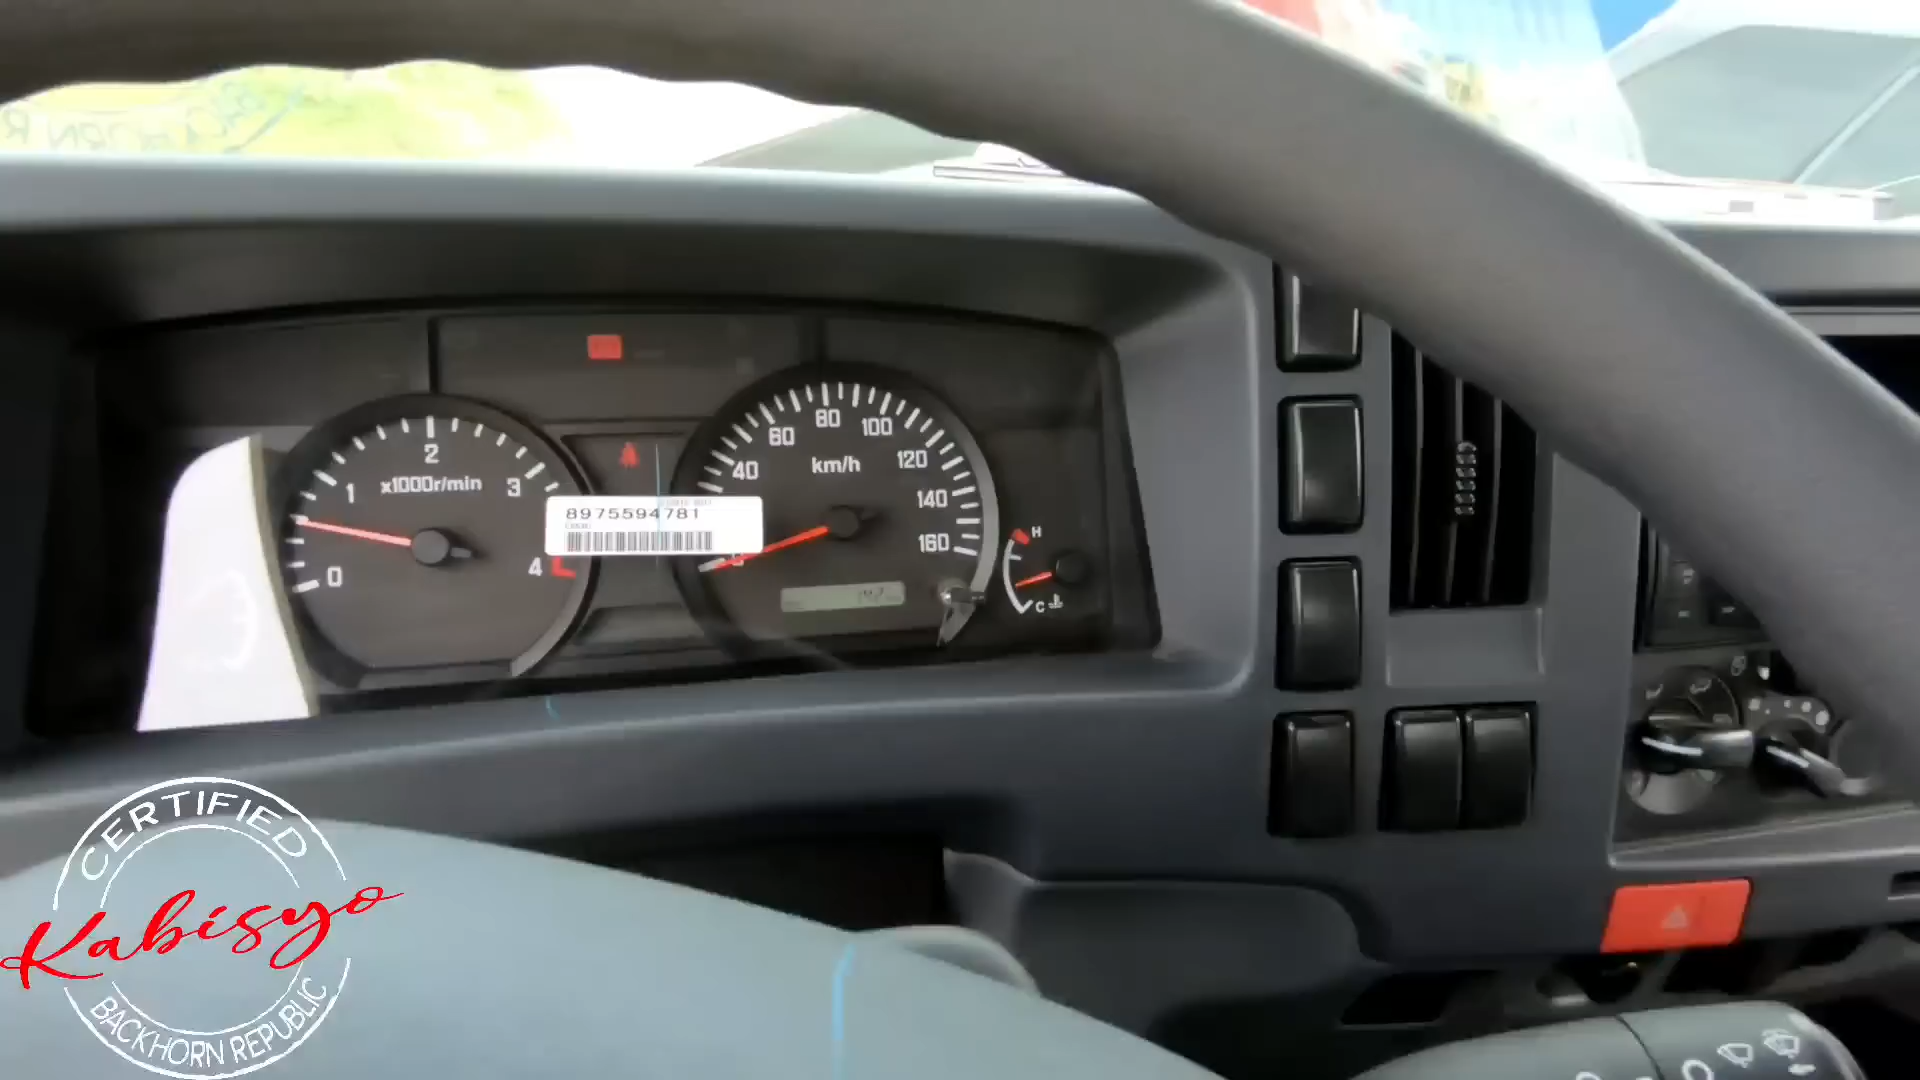 1
2
3
4
0
x1000r/min
8975594781
40
60
80
100
120
140
160
km/h
H
C
CERTIFIED
Kabisyo
BACKHORN REPUBLIC